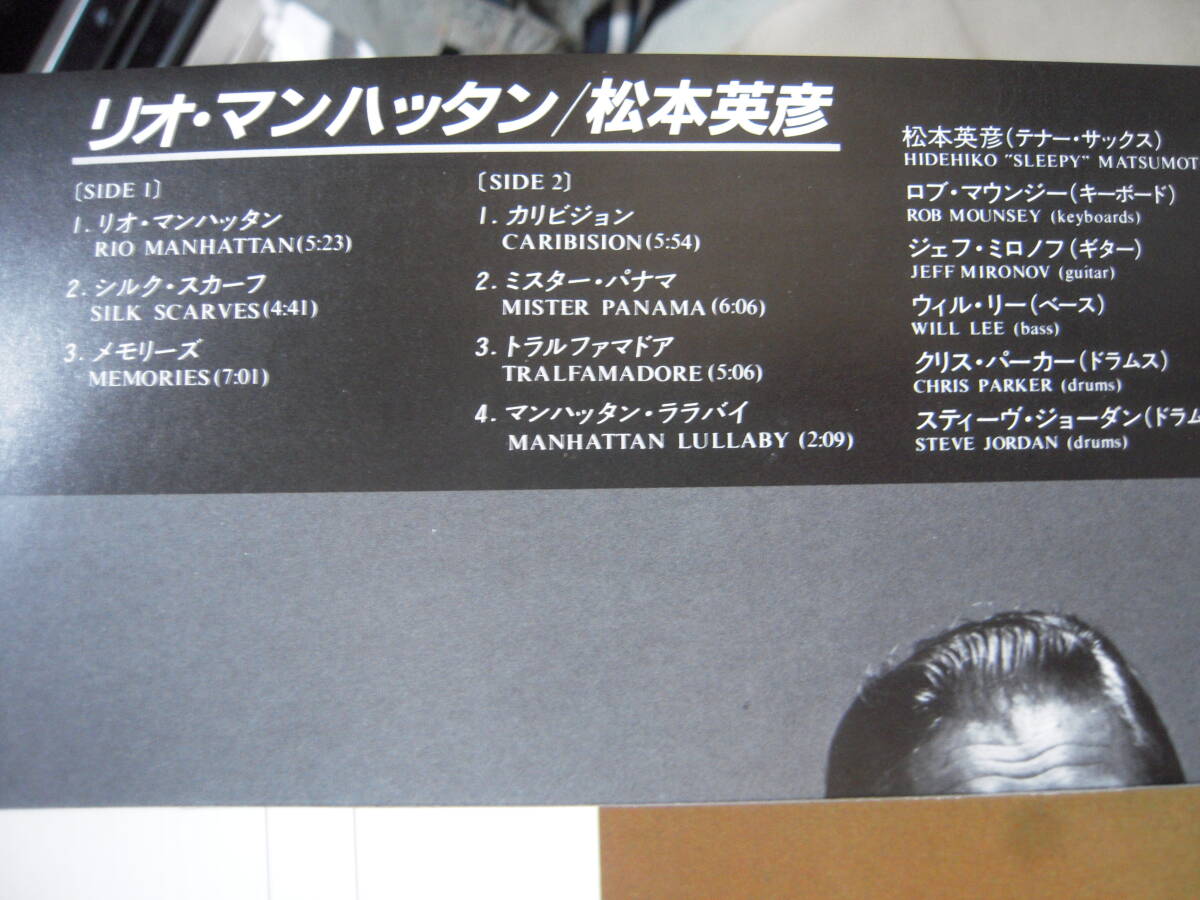 リオ・マンハッタン/松本英彦
〔SIDE 1〕
1. リオ・マンハッタン
RIO MANHATTAN(5:23)
2. シルク・スカーフ
SILK SCARVES(4:41)
3. メモリーズ
MEMORIES(7:01)
〔SIDE 2〕
1. カリビジョン
CARIBISION(5:54)
2. ミスター・パナマ
MISTER PANAMA(6:06)
3. トラルファマドア
TRALFAMADORE(5:06)
4. マンハッタン・ララバイ
MANHATTAN LULLABY (2:09)
松本英彦(テナー・サックス)
HIDEHIKO "SLEEPY" MATSUMOT
ロブ・マウンジー(キーボード)
ROB MOUNSEY (keyboards)
ジェフ・ミロノフ(ギター)
JEFF MIRONOV (guitar)
ウィル・リー(ベース)
WILL LEE (bass)
クリス・パーカー(ドラムス)
CHRIS PARKER (drums)
スティーヴ・ジョーダン(ドラム
STEVE JORDAN (drums)